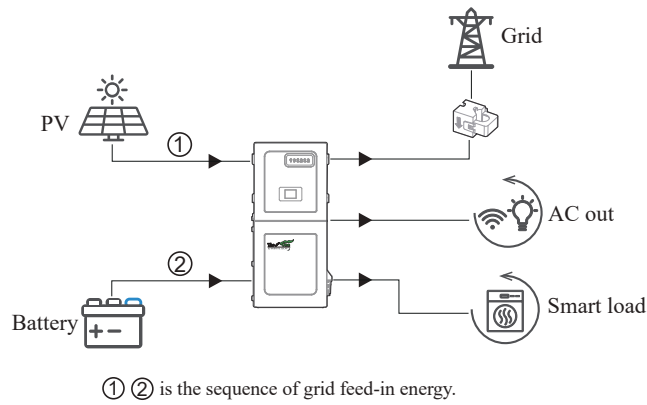 Grid
PV
①
AC out
②
Smart load
Battery
① ② is the sequence of grid feed-in energy.